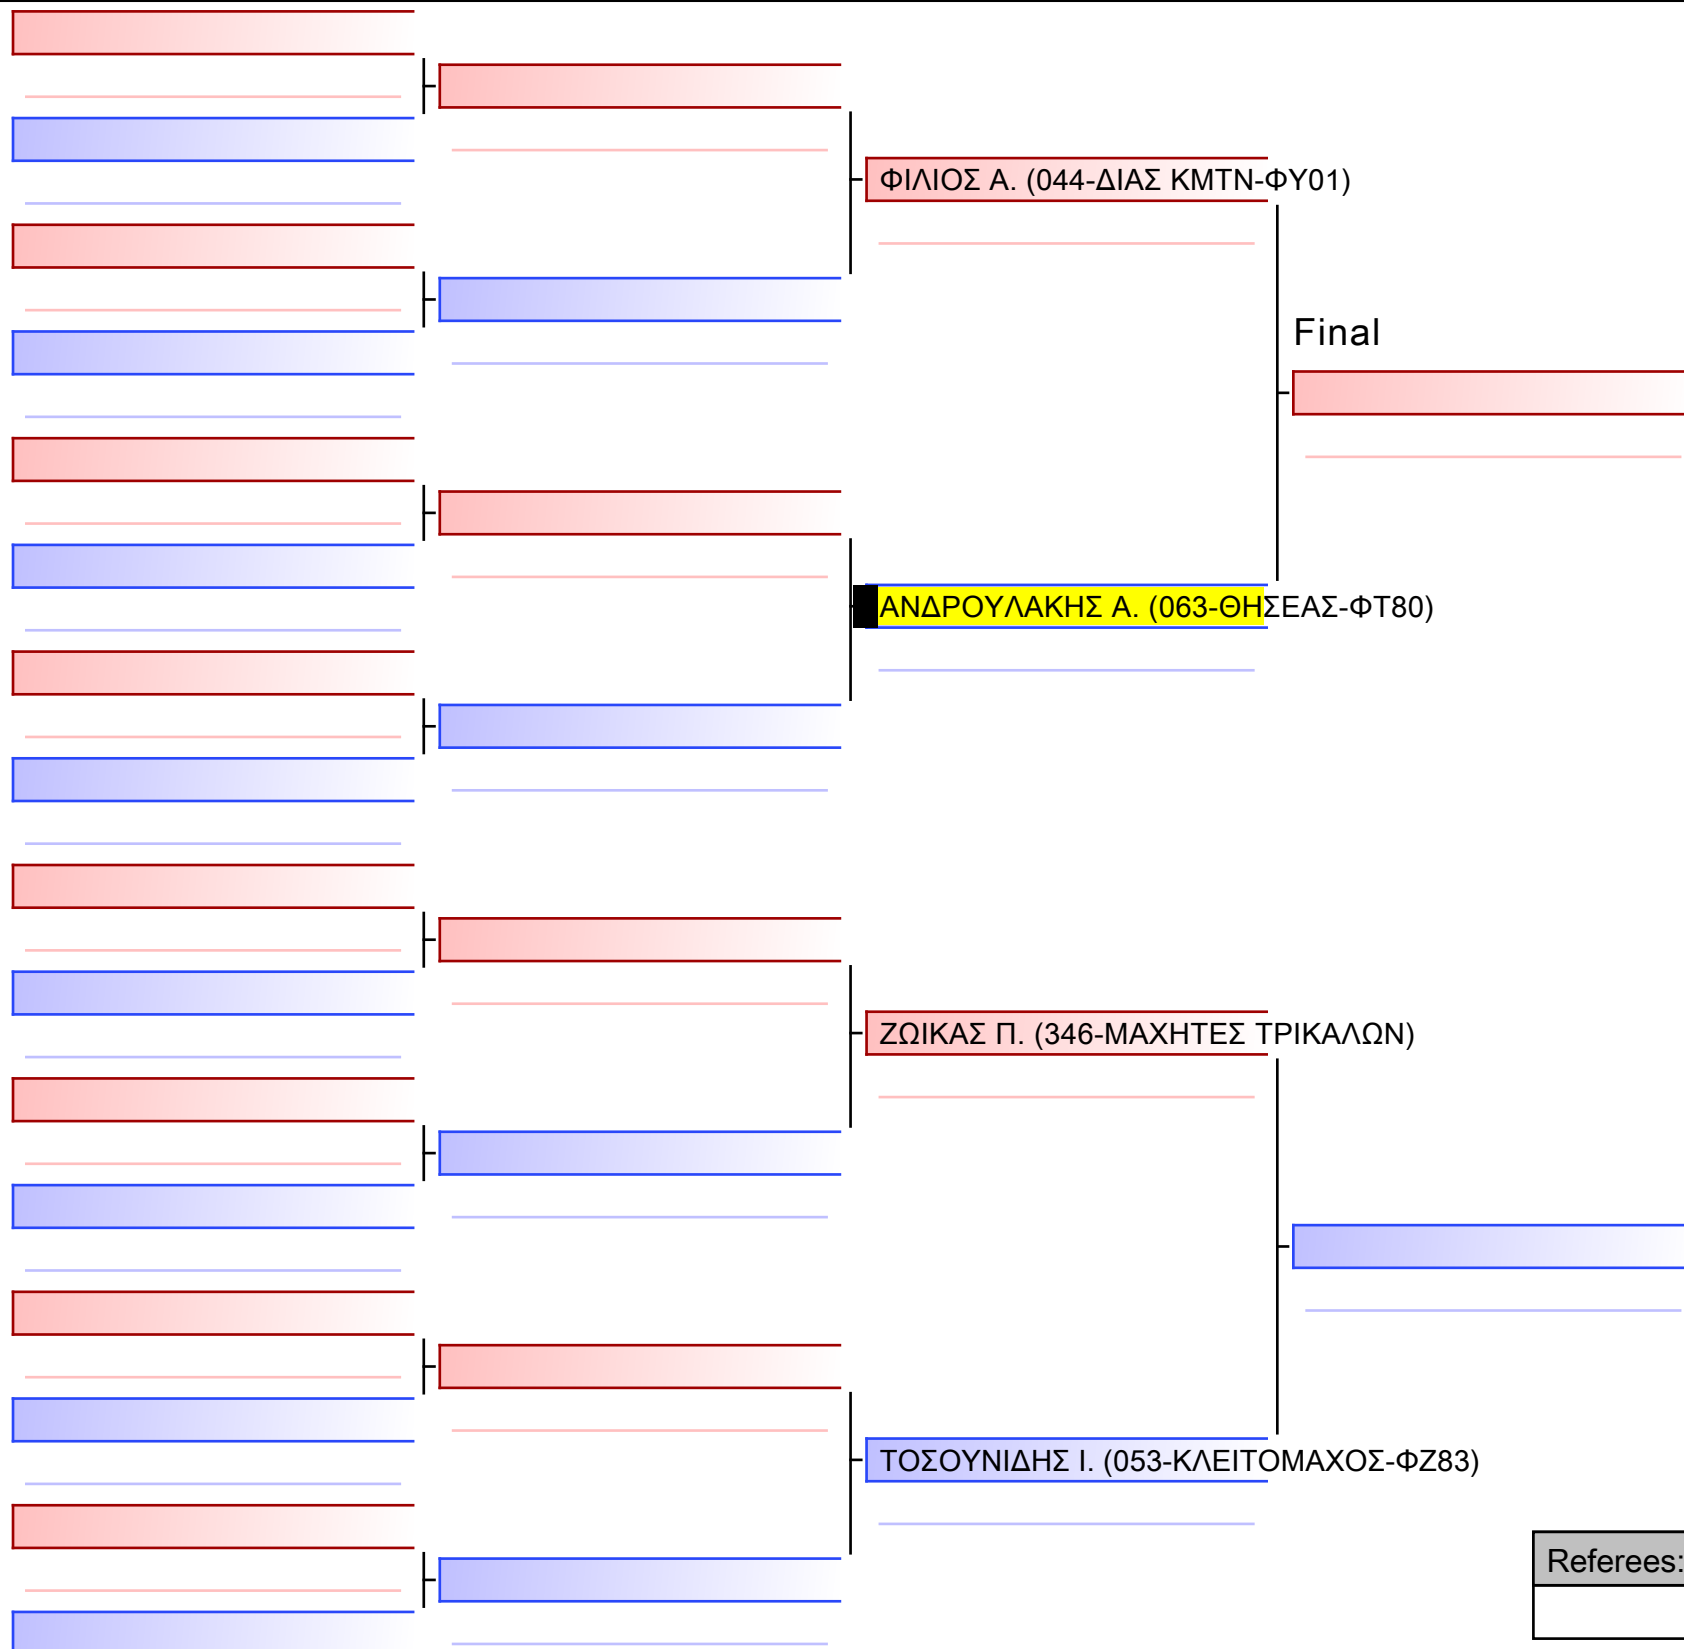 ΦΙΛΙΟΣ Α. (044-ΔΙΑΣ ΚΜΤΝ-ΦΥ01)
Final
ΑΝΔΡΟΥΛΑΚΗΣ Α. (063-ΘΗΣΕΑΣ-ΦΤ80)
ΖΩΙΚΑΣ Π. (346-ΜΑΧΗΤΕΣ ΤΡΙΚΑΛΩΝ)
ΤΟΣΟΥΝΙΔΗΣ Ι. (053-ΚΛΕΙΤΟΜΑΧΟΣ-ΦΖ83)
Referees: